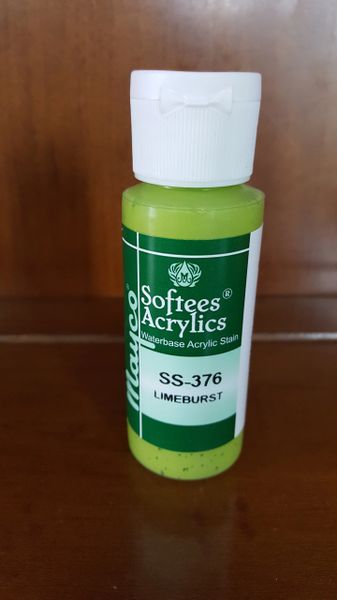 Mayco®
Softees®
Acrylics
Waterbase Acrylic Stain
SS-376
LIMEBURST